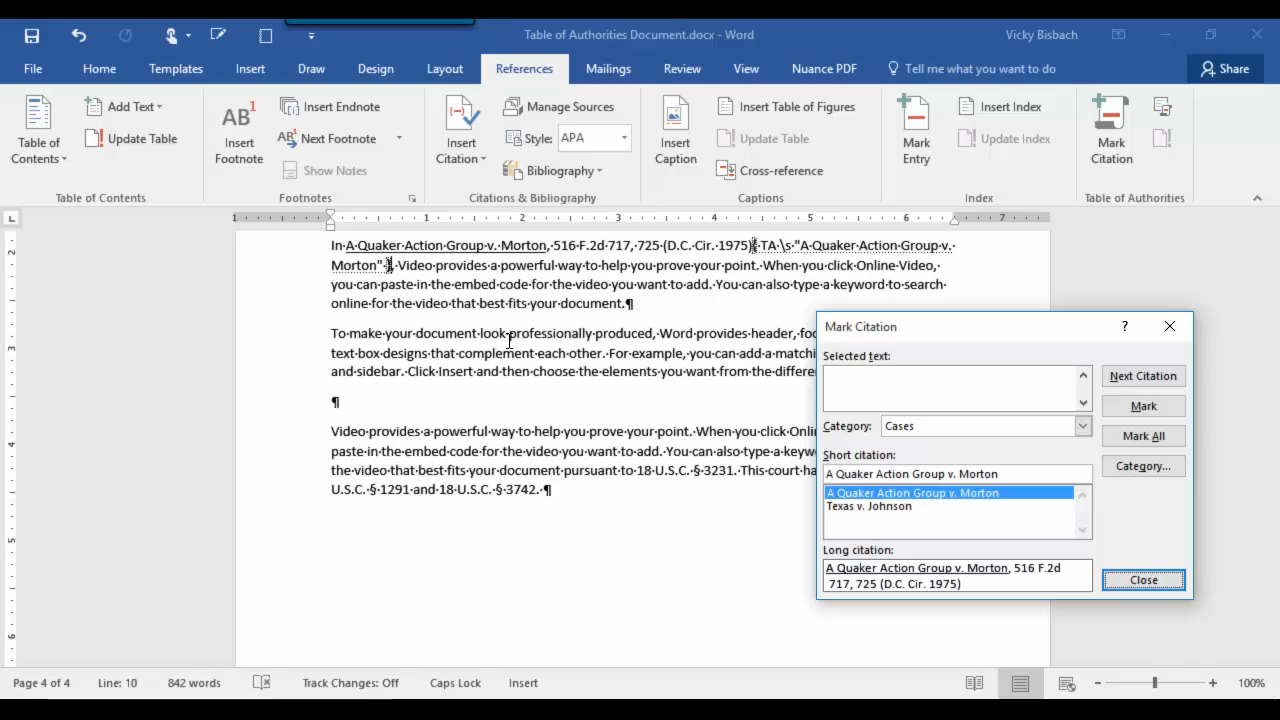 Table of Authorities Document.docx - Word
Vicky Bisbach
File Home Templates Insert Draw Design Layout References Mailings Review View Nuance PDF Tell me what you want to do Share
Table of Contents
Add Text
Update Table
Table of Contents
AB1
Insert Footnote
Insert Endnote
Next Footnote
Show Notes
Footnotes
Insert Citation
Manage Sources
Style: APA
Bibliography
Citations & Bibliography
Insert Caption
Insert Table of Figures
Update Table
Cross-reference
Captions
Mark Entry
Insert Index
Update Index
Index
Mark Citation
Table of Authorities
1 1 2 3 4 5 6 7
2
3
4
5
6
In·A·Quaker·Action·Group·v.·Morton,·516·F.2d·717,·725·(D.C.·Cir.·1975){·TA·\s·"A·Quaker·Action·Group·v.·
Morton"·}.·Video·provides·a·powerful·way·to·help·you·prove·your·point.·When·you·click·Online·Video,·
you·can·paste·in·the·embed·code·for·the·video·you·want·to·add.·You·can·also·type·a·keyword·to·search·
online·for·the·video·that·best·fits·your·document.¶
To·make·your·document·look·professionally·produced,·Word·provides·header,·foo
text·box·designs·that·complement·each·other.·For·example,·you·can·add·a·matchi
and·sidebar.·Click·Insert·and·then·choose·the·elements·you·want·from·the·differe
¶
Video·provides·a·powerful·way·to·help·you·prove·your·point.·When·you·click·Onli
paste·in·the·embed·code·for·the·video·you·want·to·add.·You·can·also·type·a·keyw
the·video·that·best·fits·your·document·pursuant·to·18·U.S.C.·§·3231.·This·court·ha
U.S.C.·§·1291·and·18·U.S.C.·§·3742.·¶
Mark Citation ? ×
Selected text:
Next Citation
Mark
Category: Cases
Mark All
Short citation:
Category...
A Quaker Action Group v. Morton
A Quaker Action Group v. Morton
Texas v. Johnson
Long citation:
A Quaker Action Group v. Morton, 516 F.2d
717, 725 (D.C. Cir. 1975)
Close
Page 4 of 4 Line: 10 842 words Track Changes: Off Caps Lock Insert 100%